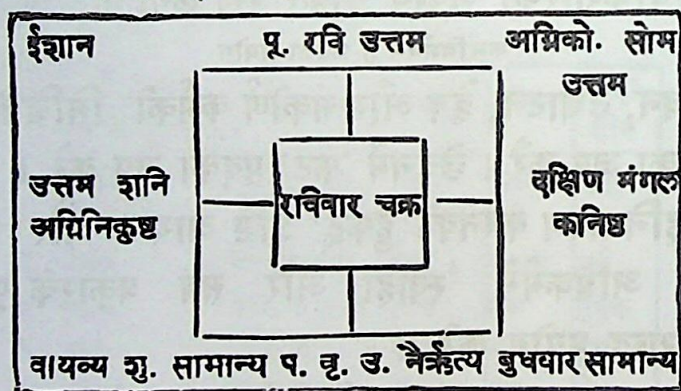 ईशान पू. रवि उत्तम अग्निको. सोम
उत्तम
उत्तम शनि
अग्निनिकुष्ट
रविवार चक्र
दक्षिण मंगल
कनिष्ठ
वायव्य शु. सामान्य प. वृ. उ. नैर्ऋत्य बुधवार सामान्य